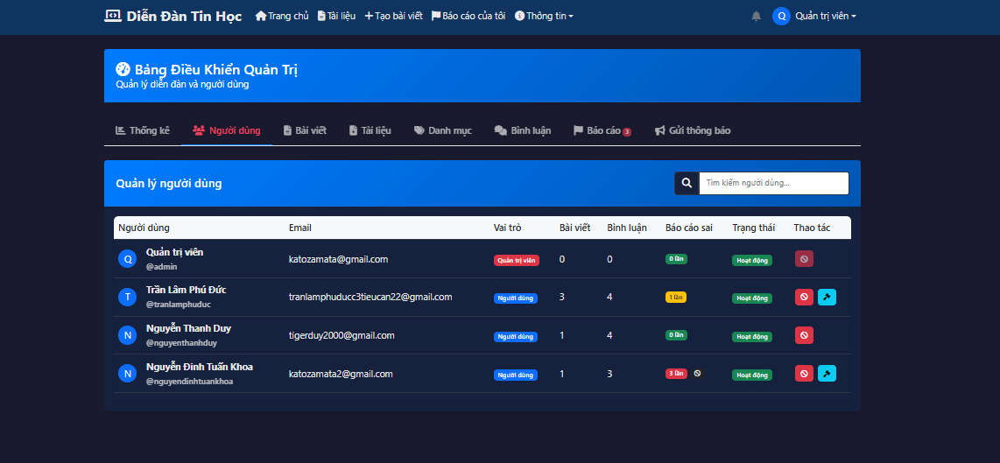 Diễn Đàn Tin Học Trang chủ Tài liệu Tạo bài viết Báo cáo của tôi Thông tin Q Quản trị viên
Bảng Điều Khiển Quản Trị
Quản lý diễn đàn và người dùng
Thống kê Người dùng Bài viết Tài liệu Danh mục Bình luận Báo cáo 3 Gửi thông báo
Quản lý người dùng Tìm kiếm người dùng...
Người dùng Email Vai trò Bài viết Bình luận Báo cáo sai Trạng thái Thao tác
Q Quản trị viên
@admin katozamata@gmail.com Quản trị viên 0 0 0 lần Hoạt động
T Trần Lâm Phú Đức
@tranlamphuduc tranlamphuducc3tieucan22@gmail.com Người dùng 3 4 1 lần Hoạt động
N Nguyễn Thanh Duy
@nguyenthanhduy tigerduy2000@gmail.com Người dùng 1 4 0 lần Hoạt động
N Nguyễn Đinh Tuấn Khoa
@nguyendinhtuankhoa katozamata2@gmail.com Người dùng 1 3 3 lần Hoạt động